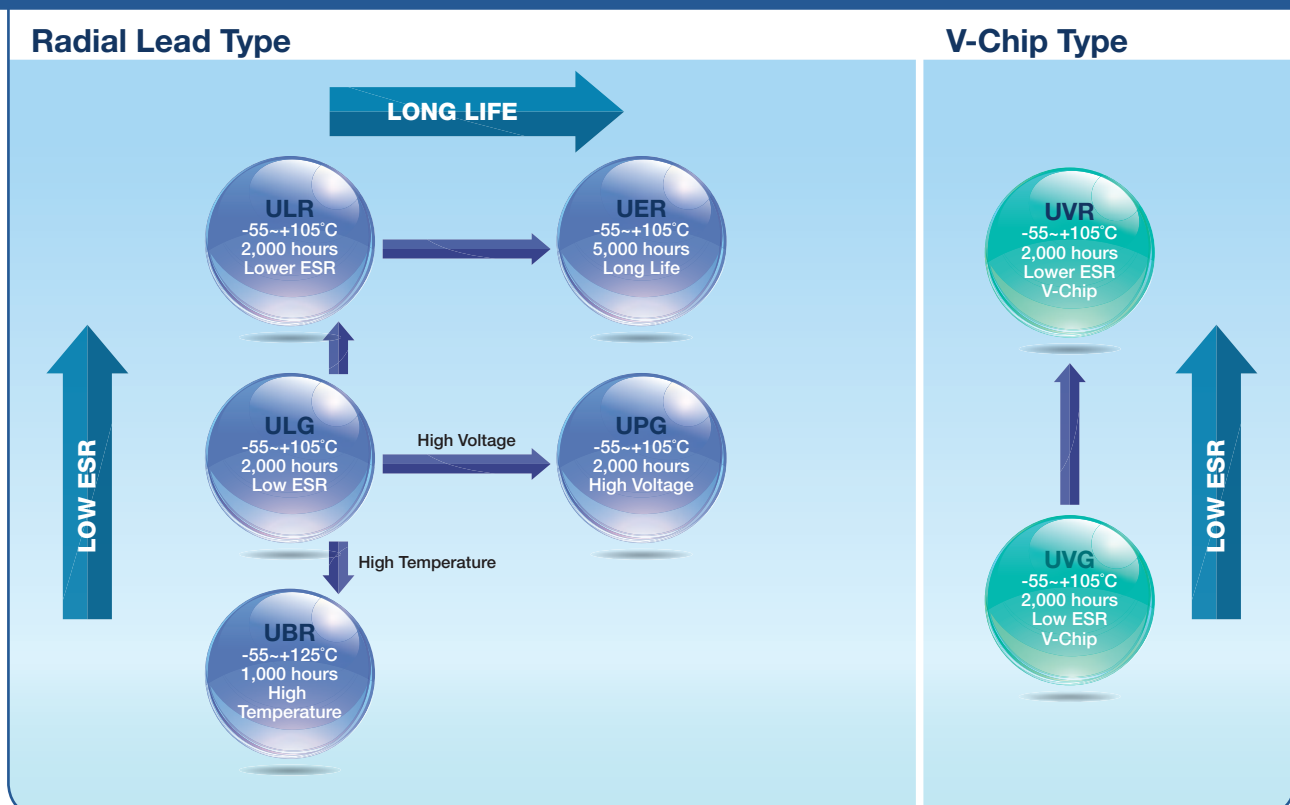 Radial Lead Type
LONG LIFE
ULR
-55~+105°C
2,000 hours
Lower ESR
UER
-55~+105°C
5,000 hours
Long Life
LOW ESR
ULG
-55~+105°C
2,000 hours
Low ESR
High Voltage
UPG
-55~+105°C
2,000 hours
High Voltage
High Temperature
UBR
-55~+125°C
1,000 hours
High
Temperature
V-Chip Type
UVR
-55~+105°C
2,000 hours
Lower ESR
V-Chip
LOW ESR
UVG
-55~+105°C
2,000 hours
Low ESR
V-Chip